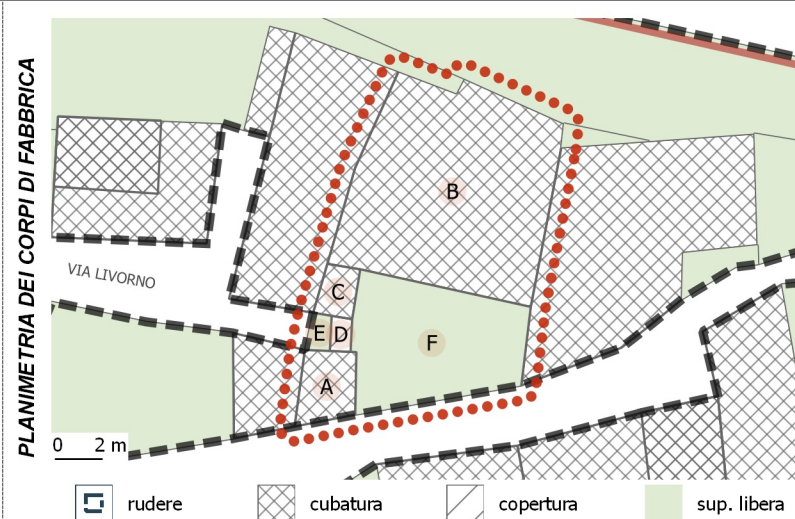 PLANIMETRIA DEI CORPI DI FABBRICA
B
VIA LIVORNO
C
E D
F
A
0 2 m
rudere cubatura copertura sup. libera